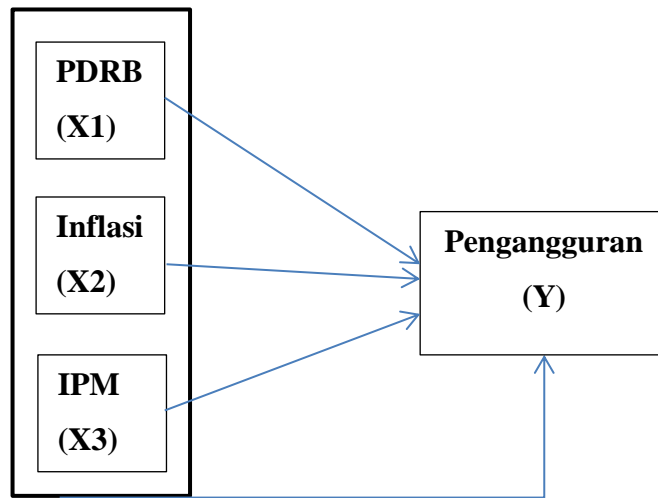 PDRB
(X1)
Inflasi
(X2)
IPM
(X3)
Pengangguran
(Y)